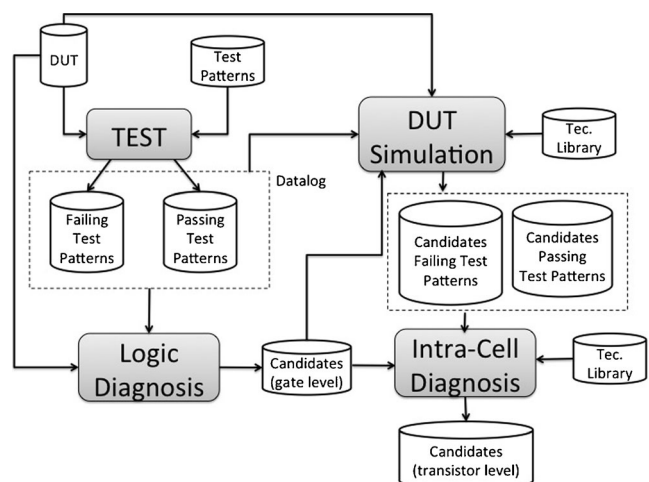 DUT
Test
Patterns
TEST
DUT
Simulation
Tec.
Library
Datalog
Failing
Test
Patterns
Passing
Test
Patterns
Candidates
Failing Test
Patterns
Candidates
Passing
Test Patterns
Logic
Diagnosis
Candidates
(gate level)
Intra-Cell
Diagnosis
Tec.
Library
Candidates
(transistor level)